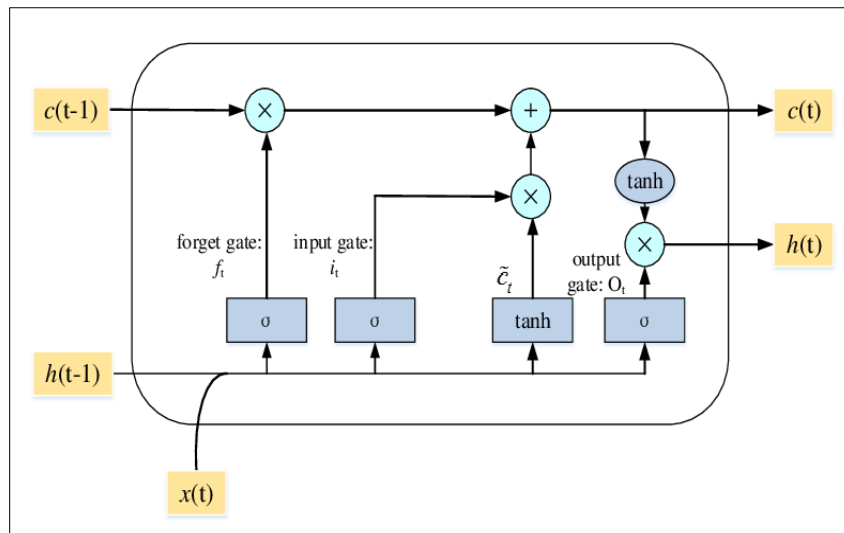 c(t-1)
×
+
c(t)
tanh
×
forget gate:
f_t
input gate:
i_t
×
h(t)
output
gate: O_t
c̃_t
σ
σ
tanh
σ
h(t-1)
x(t)